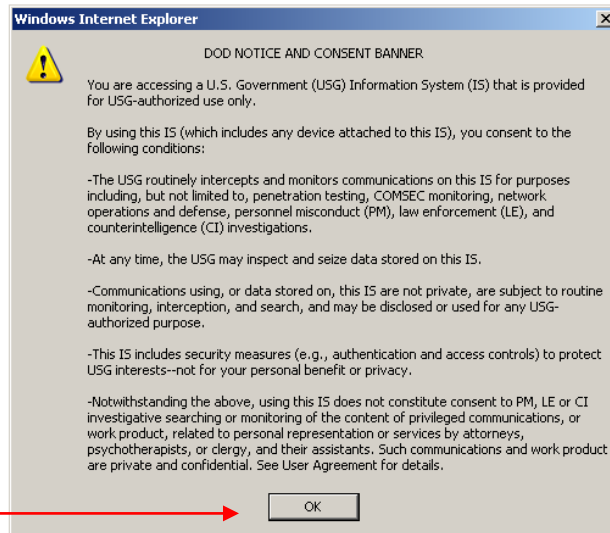 Windows Internet Explorer
DOD NOTICE AND CONSENT BANNER
You are accessing a U.S. Government (USG) Information System (IS) that is provided
for USG-authorized use only.
By using this IS (which includes any device attached to this IS), you consent to the
following conditions:
-The USG routinely intercepts and monitors communications on this IS for purposes
including, but not limited to, penetration testing, COMSEC monitoring, network
operations and defense, personnel misconduct (PM), law enforcement (LE), and
counterintelligence (CI) investigations.
-At any time, the USG may inspect and seize data stored on this IS.
-Communications using, or data stored on, this IS are not private, are subject to routine
monitoring, interception, and search, and may be disclosed or used for any USG-
authorized purpose.
-This IS includes security measures (e.g., authentication and access controls) to protect
USG interests--not for your personal benefit or privacy.
-Notwithstanding the above, using this IS does not constitute consent to PM, LE or CI
investigative searching or monitoring of the content of privileged communications, or
work product, related to personal representation or services by attorneys,
psychotherapists, or clergy, and their assistants. Such communications and work product
are private and confidential. See User Agreement for details.
OK